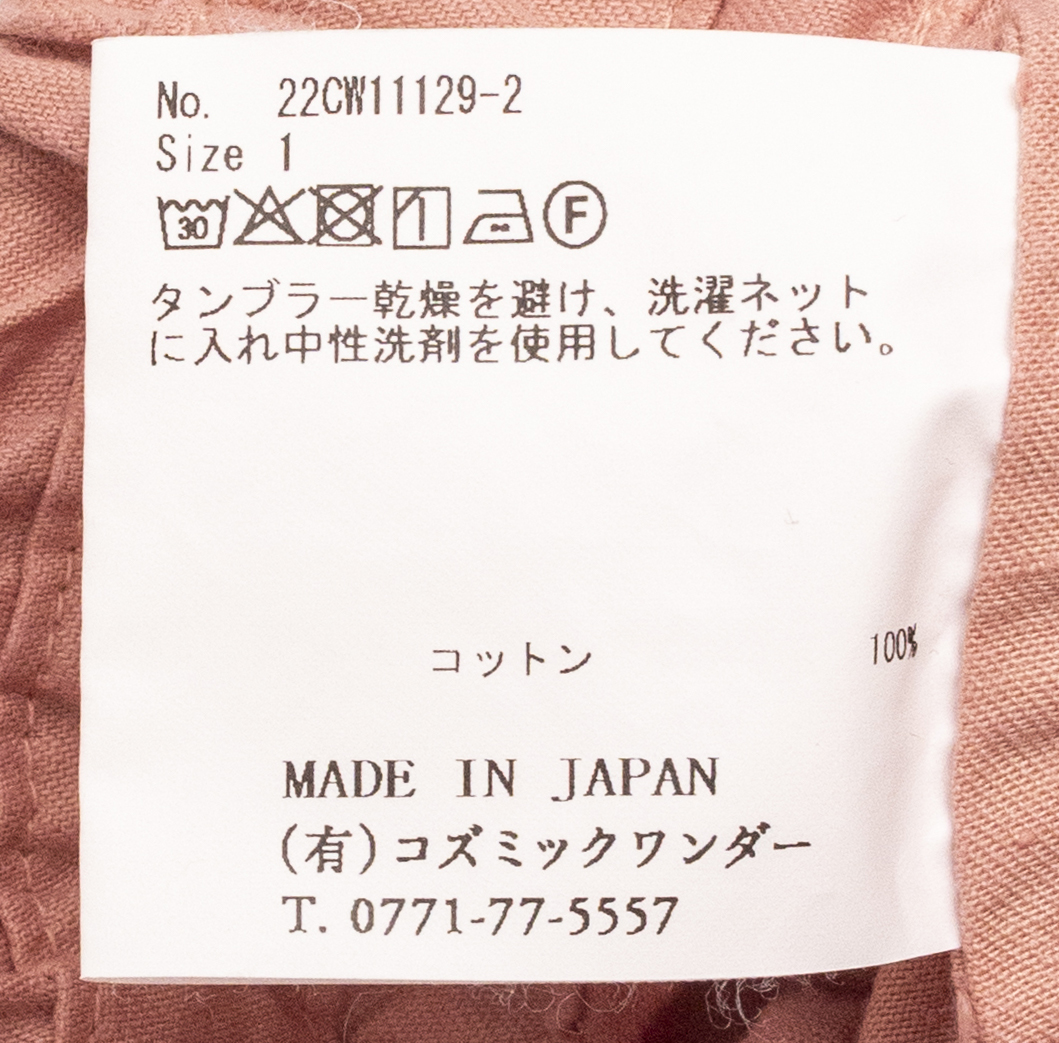 No. 22CW11129-2
Size 1
30 F
タンブラー乾燥を避け、洗濯ネット
に入れ中性洗剤を使用してください。
コットン 100%
MADE IN JAPAN
(有)コズミックワンダー
T. 0771-77-5557